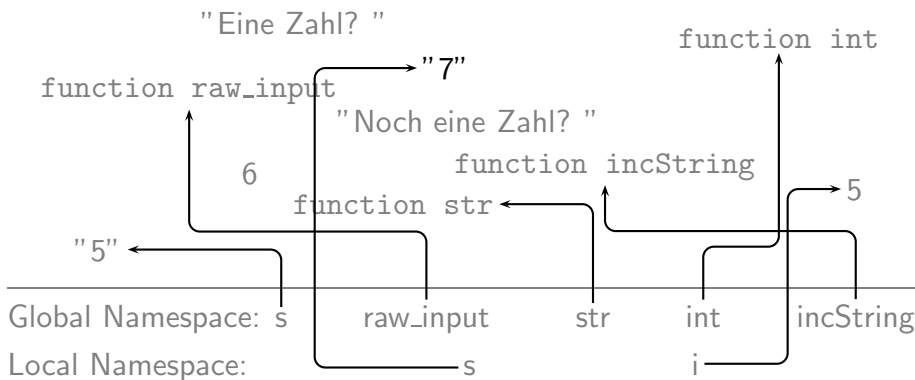 "Eine Zahl? "
function int
"7"
function raw_input
"Noch eine Zahl? "
function incString
6
5
function str
"5"
Global Namespace: s raw_input str int incString
Local Namespace: s i